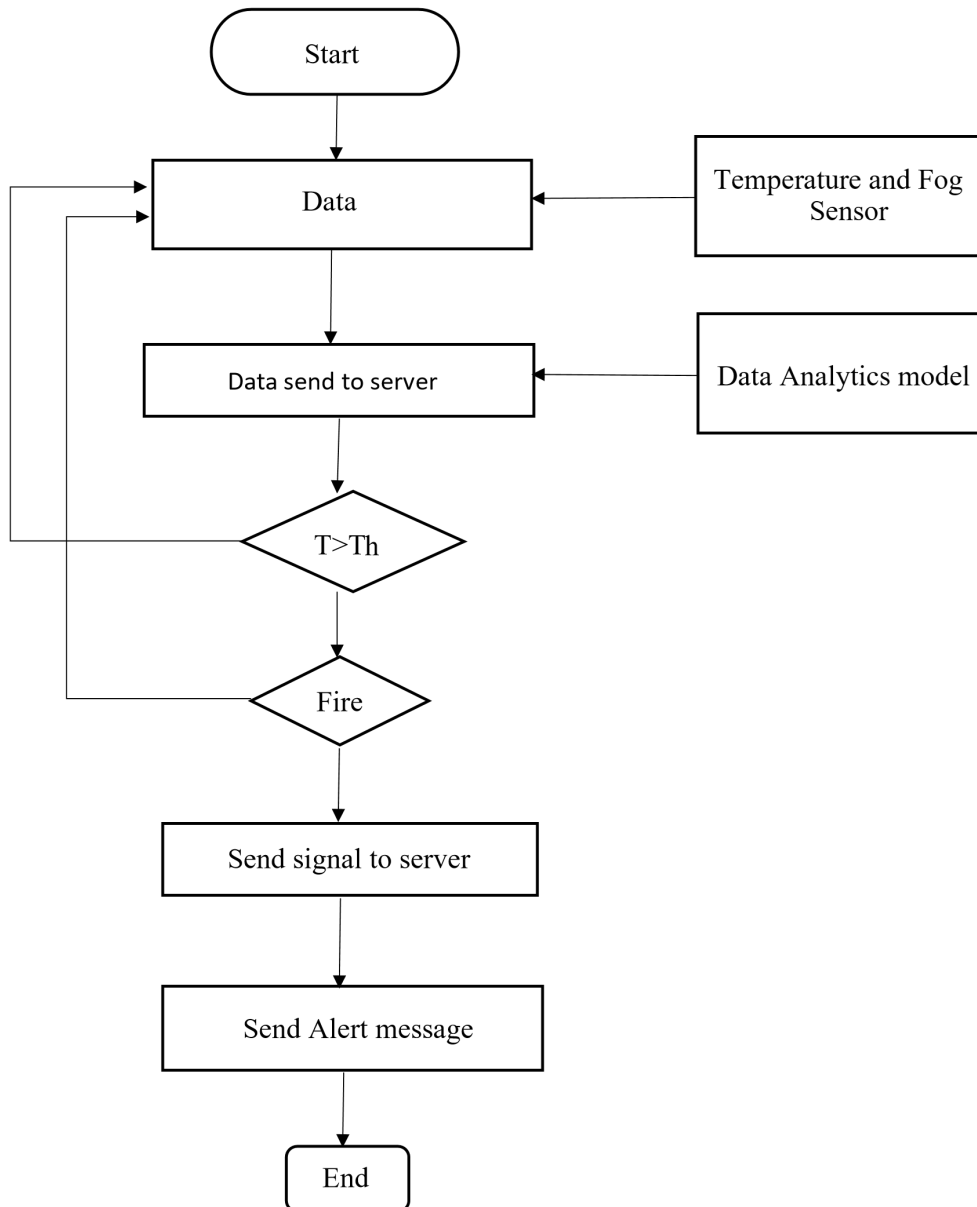 Start
Data
Temperature and Fog
Sensor
Data send to server
Data Analytics model
T>Th
Fire
Send signal to server
Send Alert message
End